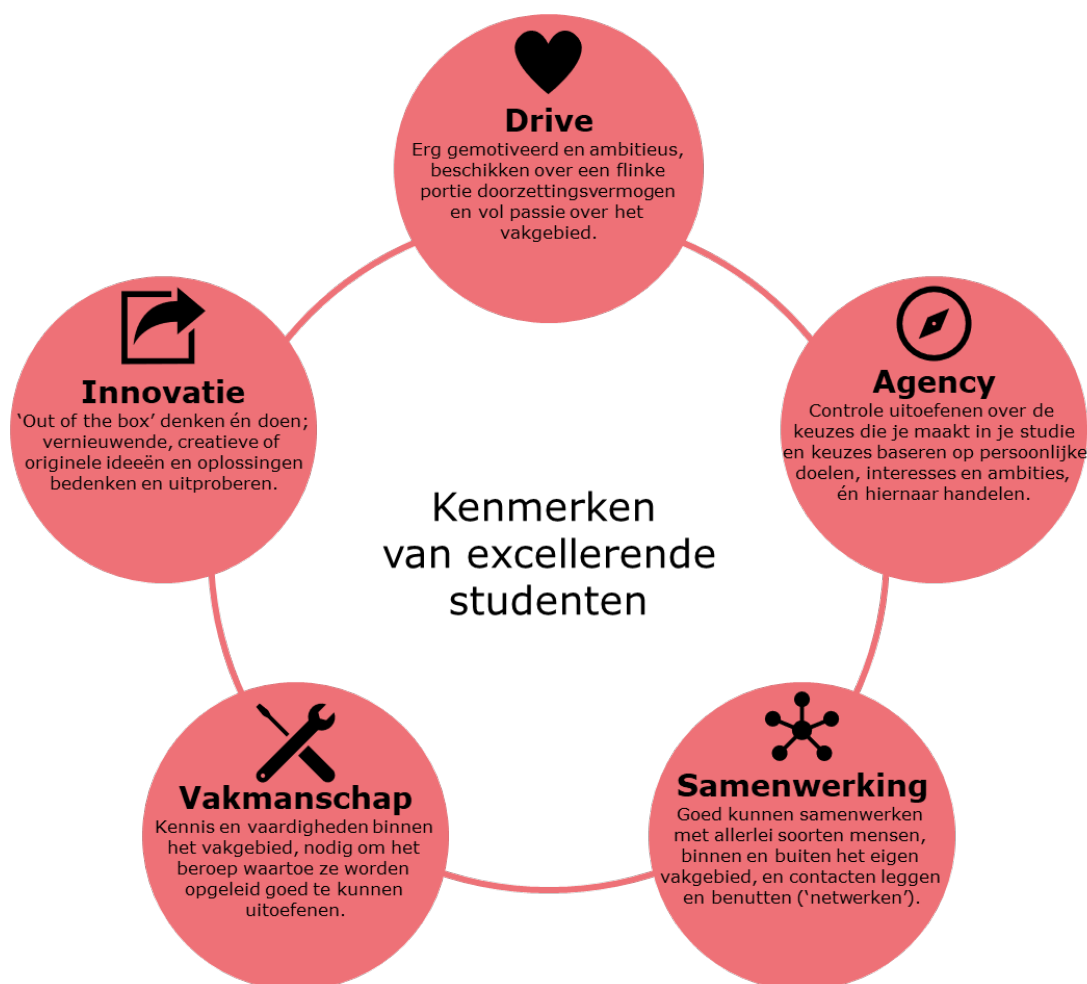 Drive
Erg gemotiveerd en ambitieus,
beschikken over een flinke
portie doorzettingsvermogen
en vol passie over het
vakgebied.
Agency
Controle uitoefenen over de
keuzes die je maakt in je studie
en keuzes baseren op persoonlijke
doelen, interesses en ambities,
én hiernaar handelen.
Samenwerking
Goed kunnen samenwerken
met allerlei soorten mensen,
binnen en buiten het eigen
vakgebied, en contacten leggen
en benutten (‘netwerken’).
Vakmanschap
Kennis en vaardigheden binnen
het vakgebied, nodig om het
beroep waartoe ze worden
opgeleid goed te kunnen
uitoefenen.
Innovatie
‘Out of the box’ denken én doen;
vernieuwende, creatieve of
originele ideeën en oplossingen
bedenken en uitproberen.
Kenmerken
van excellerende
studenten